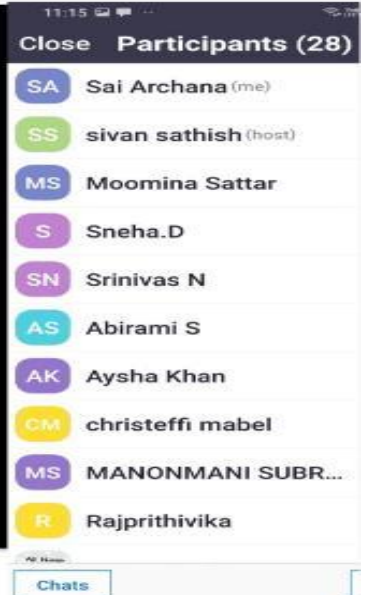 11:15
Close Participants (28)
SA Sai Archana (me)
SS sivan sathish (host)
MS Moomina Sattar
S Sneha.D
SN Srinivas N
AS Abirami S
AK Aysha Khan
CM christeffi mabel
MS MANONMANI SUBR...
R Rajprithivika
Chats